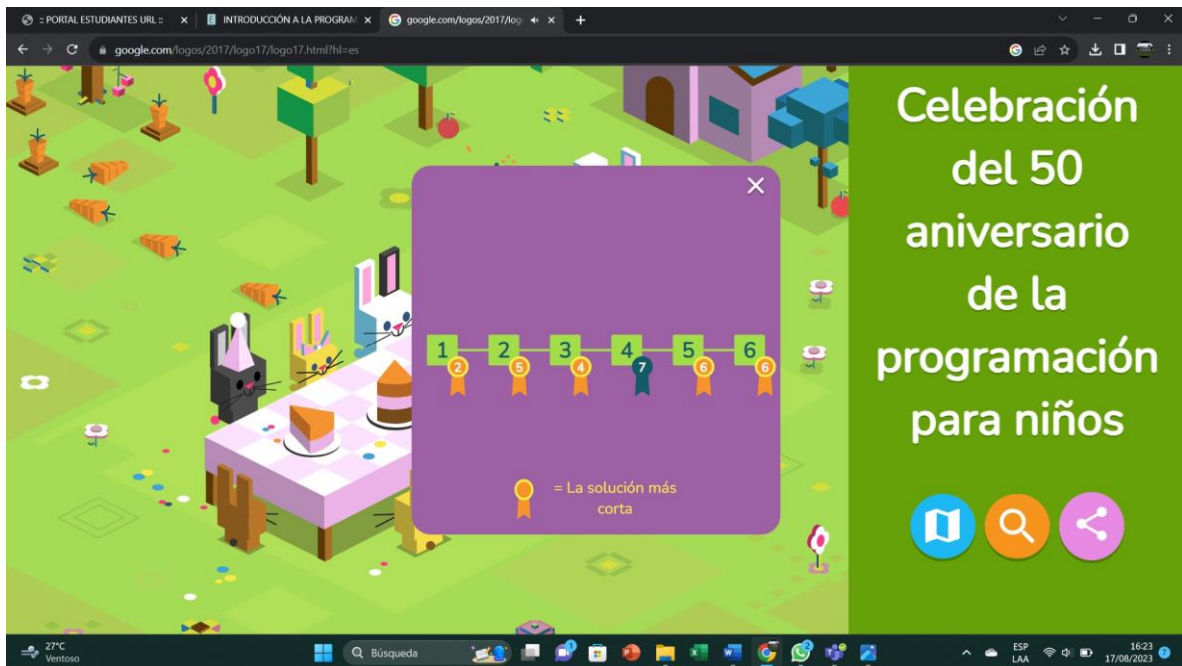 :: PORTAL ESTUDIANTES URL ::
INTRODUCCIÓN A LA PROGRAM
google.com/logos/2017/log
google.com/logos/2017/logo17/logo17.html?hl=es
Celebración
del 50
aniversario
de la
programación
para niños
1 2 3 4 5 6
2 5 4 7 6 6
= La solución más
corta
27°C
Ventoso
Búsqueda
2
ESP
LAA
16:23
17/08/2023
7